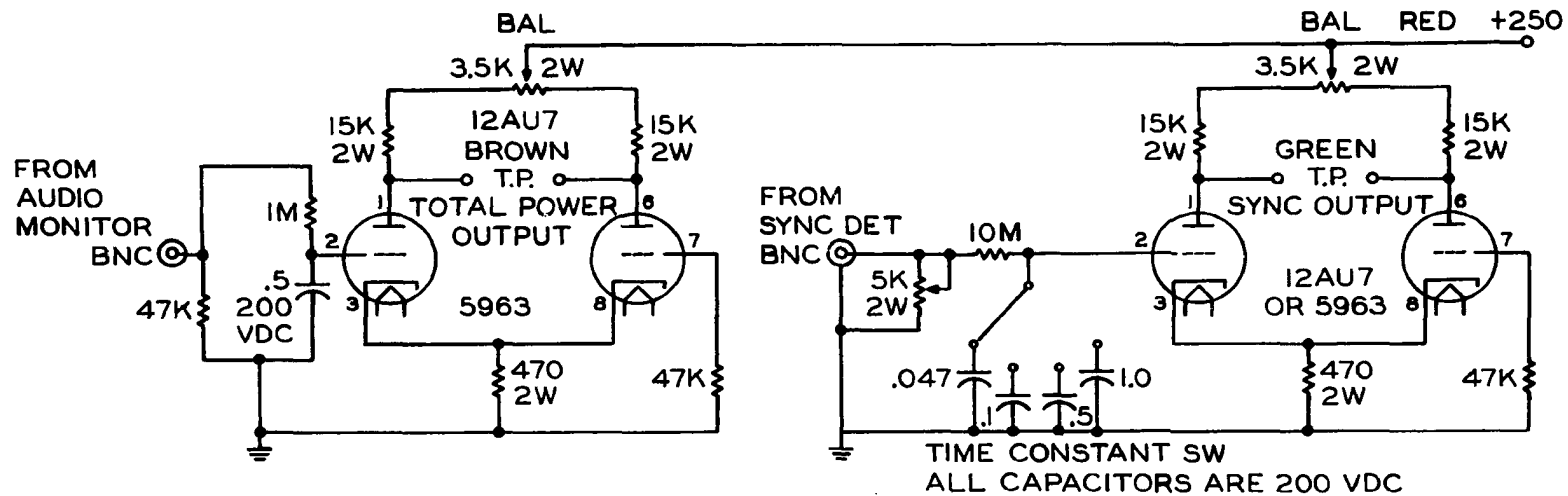 BAL
BAL RED +250
3.5K 2W
3.5K 2W
15K
2W
12AU7
BROWN
T.P.
TOTAL POWER
OUTPUT
15K
2W
15K
2W
GREEN
T.P.
SYNC OUTPUT
15K
2W
FROM
AUDIO
MONITOR
BNC
1M
1
6
2
7
3
8
5963
47K
.5
200
VDC
470
2W
47K
FROM
SYNC DET
BNC
10M
5K
2W
1
6
2
7
3
8
12AU7
OR 5963
.047
.1
.5
1.0
470
2W
47K
TIME CONSTANT SW
ALL CAPACITORS ARE 200 VDC